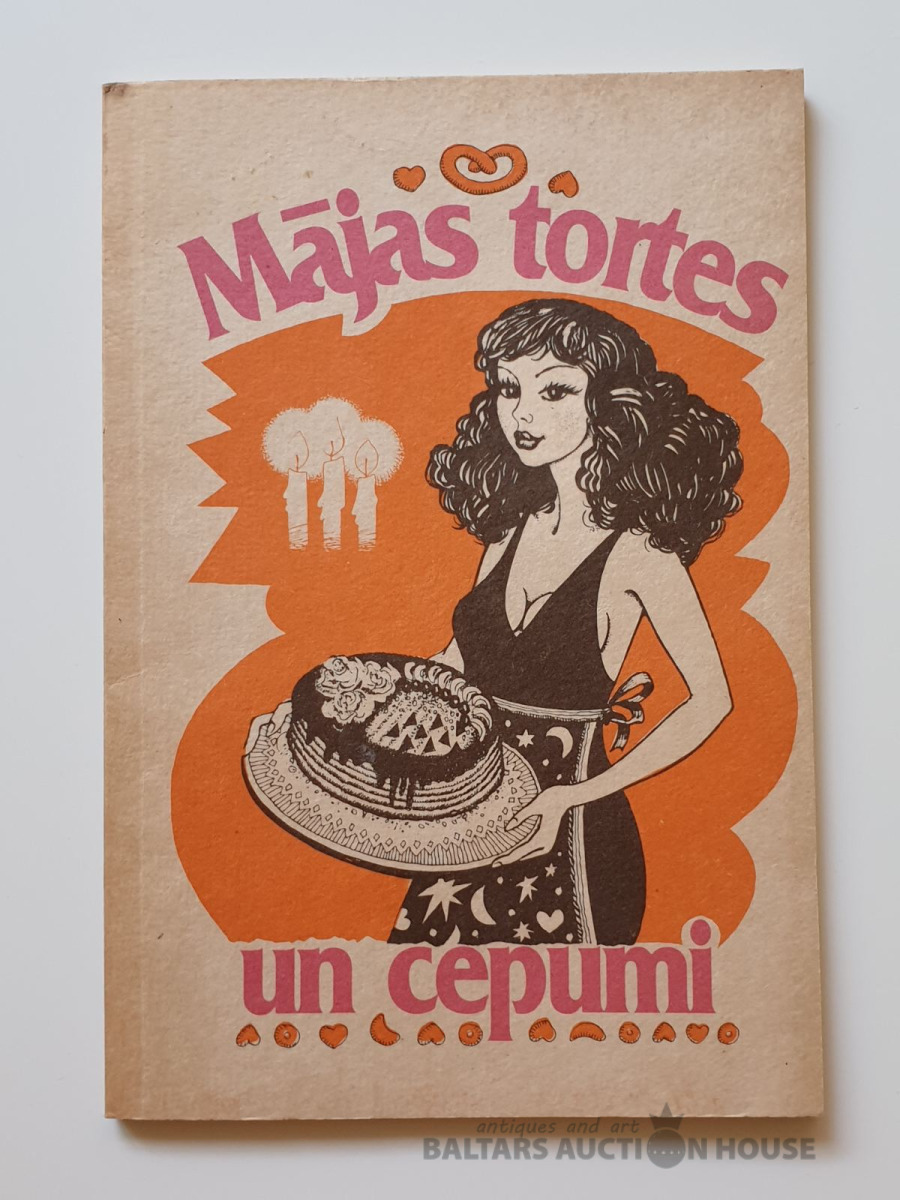 Mājas tortes
un cepumi
antiques and art
BALTARS AUCTION HOUSE